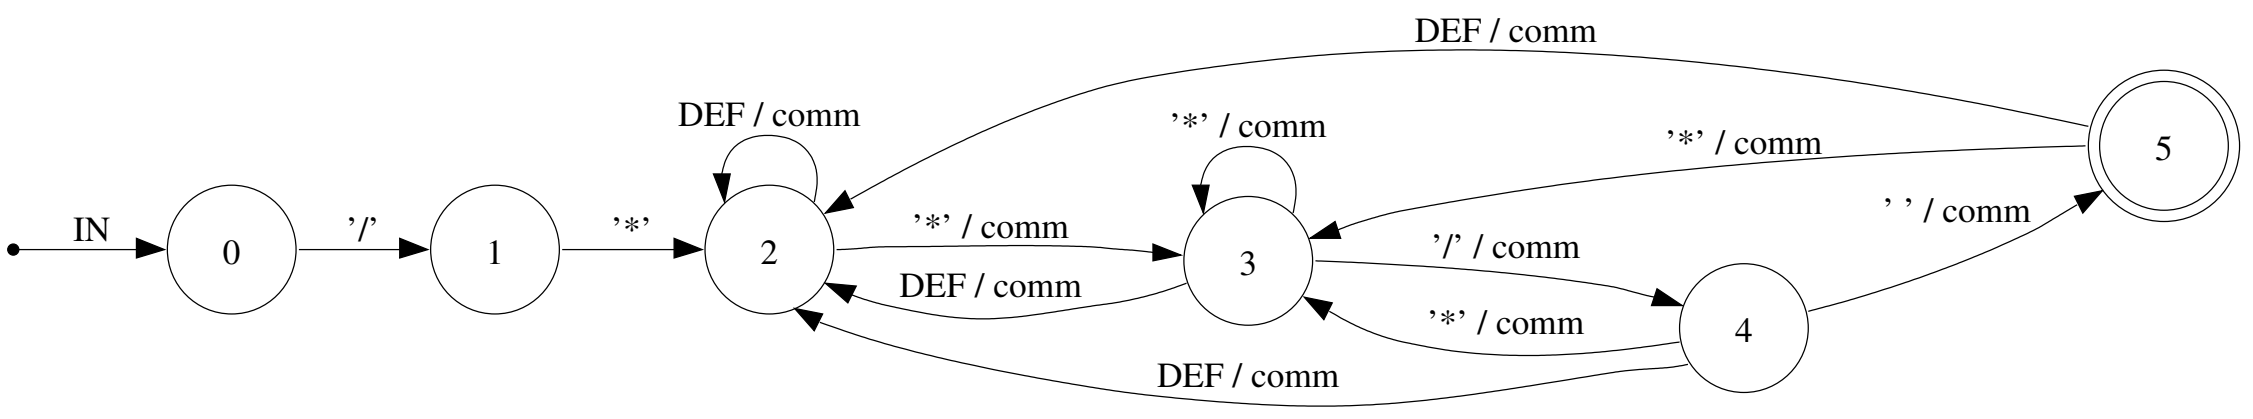 DEF / comm
DEF / comm
’*’ / comm
’*’ / comm
5
IN
’/’
’*’
’*’ / comm
’/’ / comm
’ ’ / comm
0
1
2
3
DEF / comm
’*’ / comm
4
DEF / comm